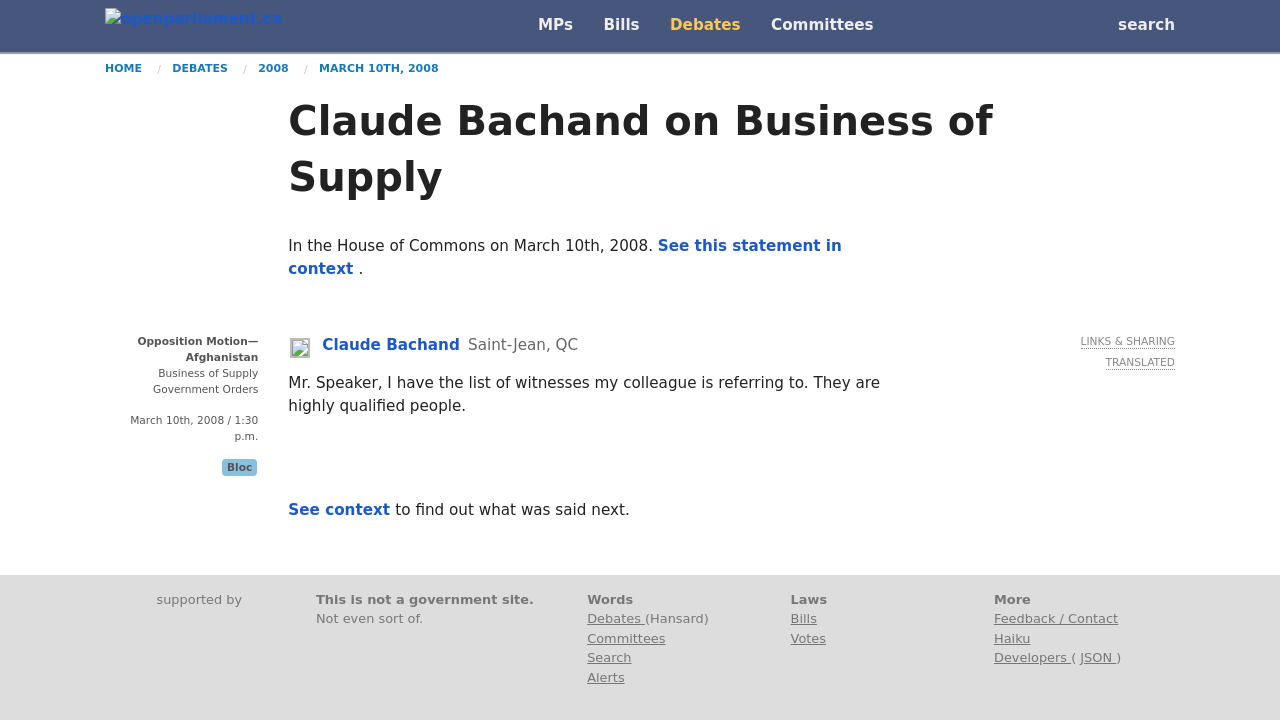 openparliament.ca
MPs Bills Debates Committees search
HOME / DEBATES / 2008 / MARCH 10TH, 2008
Claude Bachand on Business of
Supply
In the House of Commons on March 10th, 2008. See this statement in
context .
Opposition Motion—
Afghanistan
Business of Supply
Government Orders
March 10th, 2008 / 1:30
p.m.
Bloc
Claude Bachand Saint-Jean, QC
Mr. Speaker, I have the list of witnesses my colleague is referring to. They are
highly qualified people.
LINKS & SHARING
TRANSLATED
See context to find out what was said next.
supported by
This is not a government site.
Not even sort of.
Words
Debates (Hansard)
Committees
Search
Alerts
Laws
Bills
Votes
More
Feedback / Contact
Haiku
Developers ( JSON )